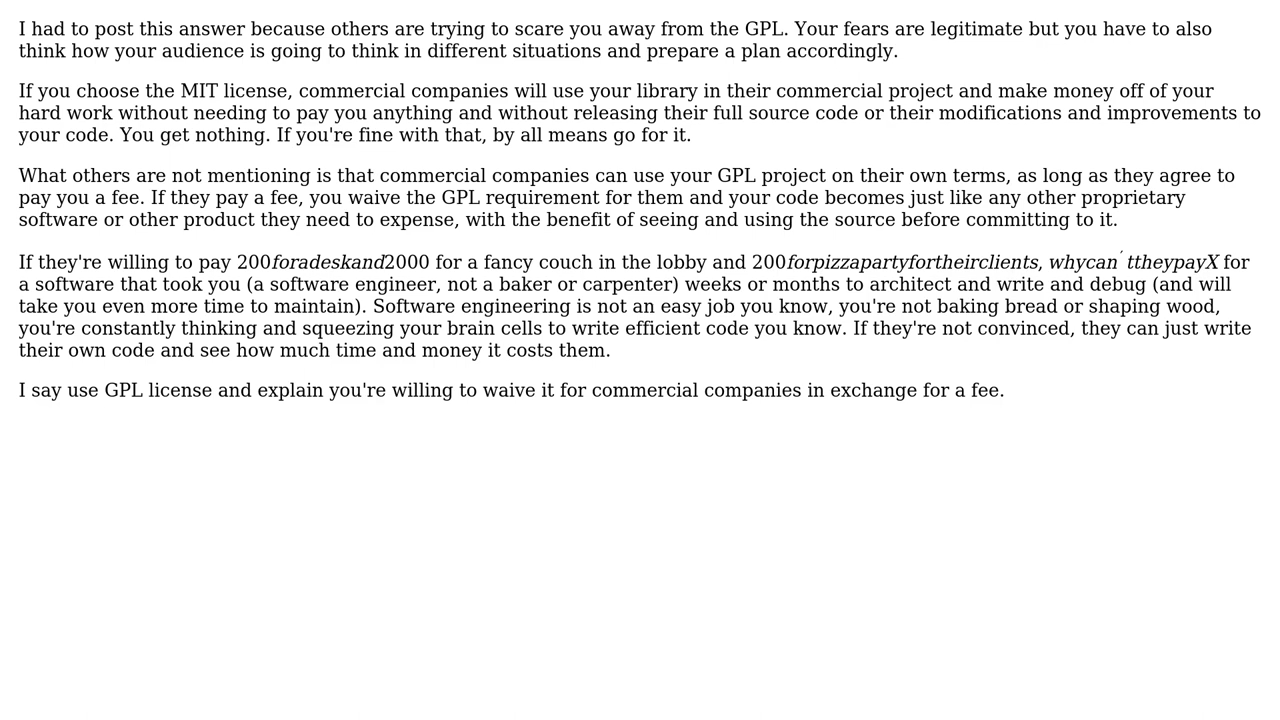 I had to post this answer because others are trying to scare you away from the GPL. Your fears are legitimate but you have to also
think how your audience is going to think in different situations and prepare a plan accordingly.
If you choose the MIT license, commercial companies will use your library in their commercial project and make money off of your
hard work without needing to pay you anything and without releasing their full source code or their modifications and improvements to
your code. You get nothing. If you're fine with that, by all means go for it.
What others are not mentioning is that commercial companies can use your GPL project on their own terms, as long as they agree to
pay you a fee. If they pay a fee, you waive the GPL requirement for them and your code becomes just like any other proprietary
software or other product they need to expense, with the benefit of seeing and using the source before committing to it.
If they're willing to pay 200foradeskand2000 for a fancy couch in the lobby and 200forpizzapartyfortheirclients, whycan′ttheypayX for
a software that took you (a software engineer, not a baker or carpenter) weeks or months to architect and write and debug (and will
take you even more time to maintain). Software engineering is not an easy job you know, you're not baking bread or shaping wood,
you're constantly thinking and squeezing your brain cells to write efficient code you know. If they're not convinced, they can just write
their own code and see how much time and money it costs them.
I say use GPL license and explain you're willing to waive it for commercial companies in exchange for a fee.